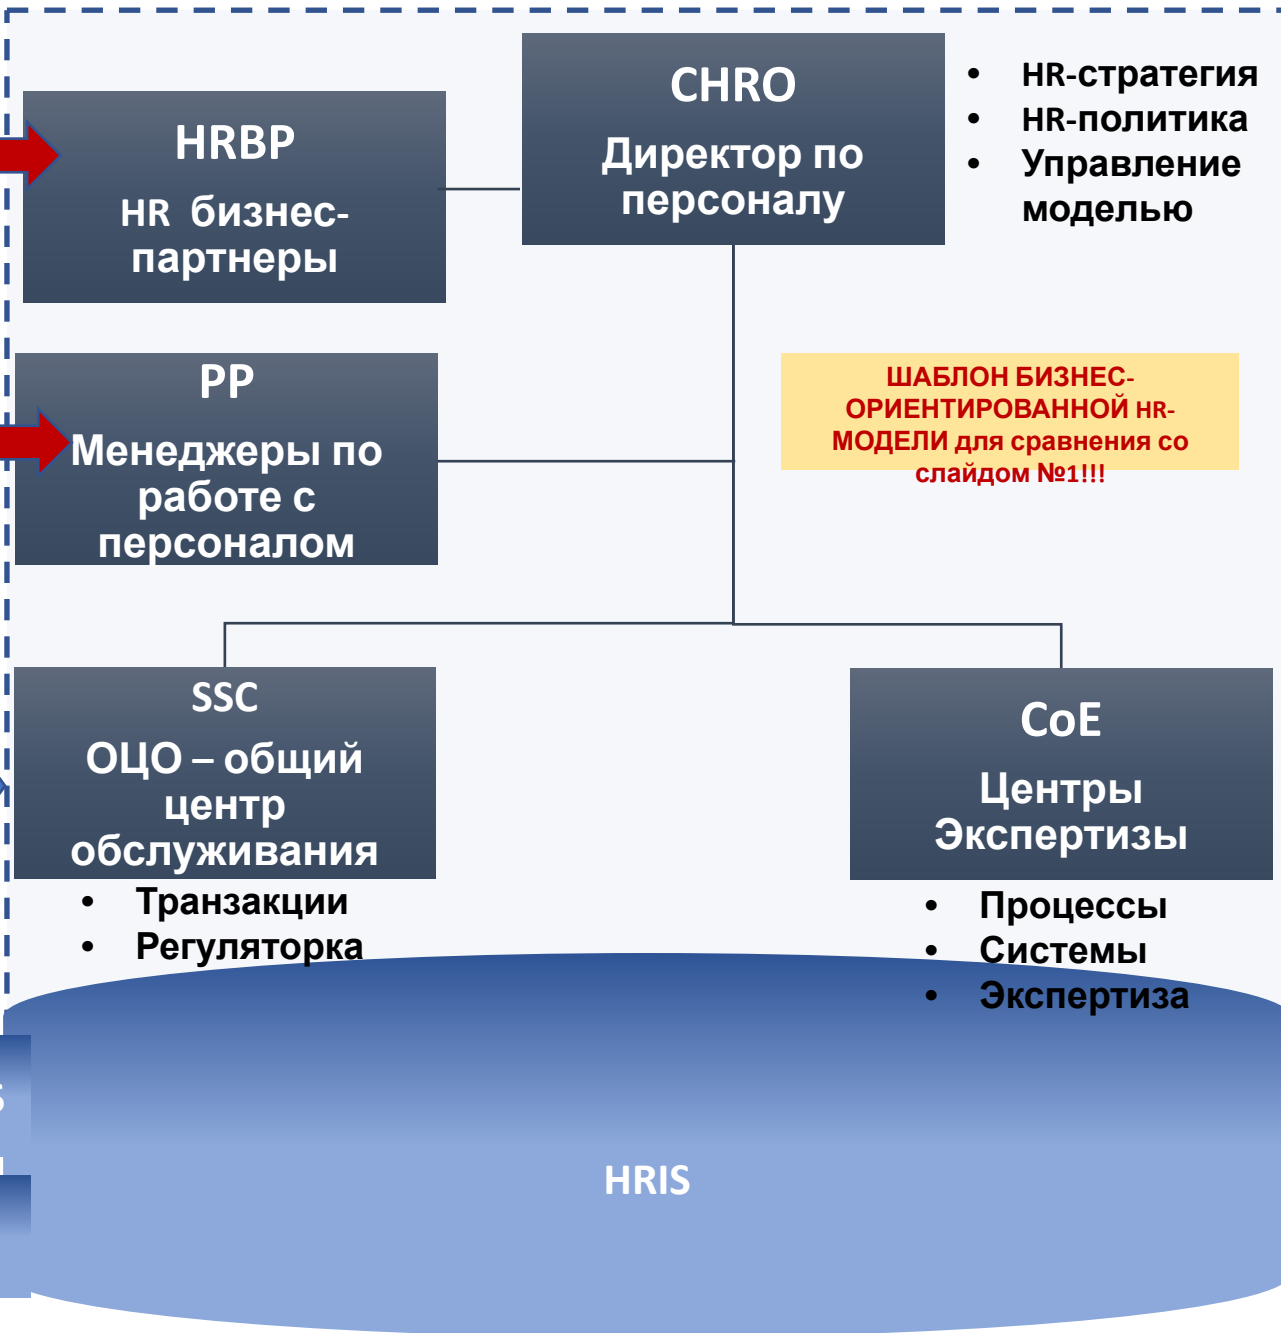 CHRO
Директор по
персоналу
• HR-стратегия
• HR-политика
• Управление
моделью
HRBP
HR бизнес-
партнеры
PP
Менеджеры по
работе с
персоналом
ШАБЛОН БИЗНЕС-
ОРИЕНТИРОВАННОЙ HR-
МОДЕЛИ для сравнения со
слайдом №1!!!
SSC
ОЦО – общий
центр
обслуживания
• Транзакции
• Регуляторка
CoE
Центры
Экспертизы
• Процессы
• Системы
• Экспертиза
S
HRIS